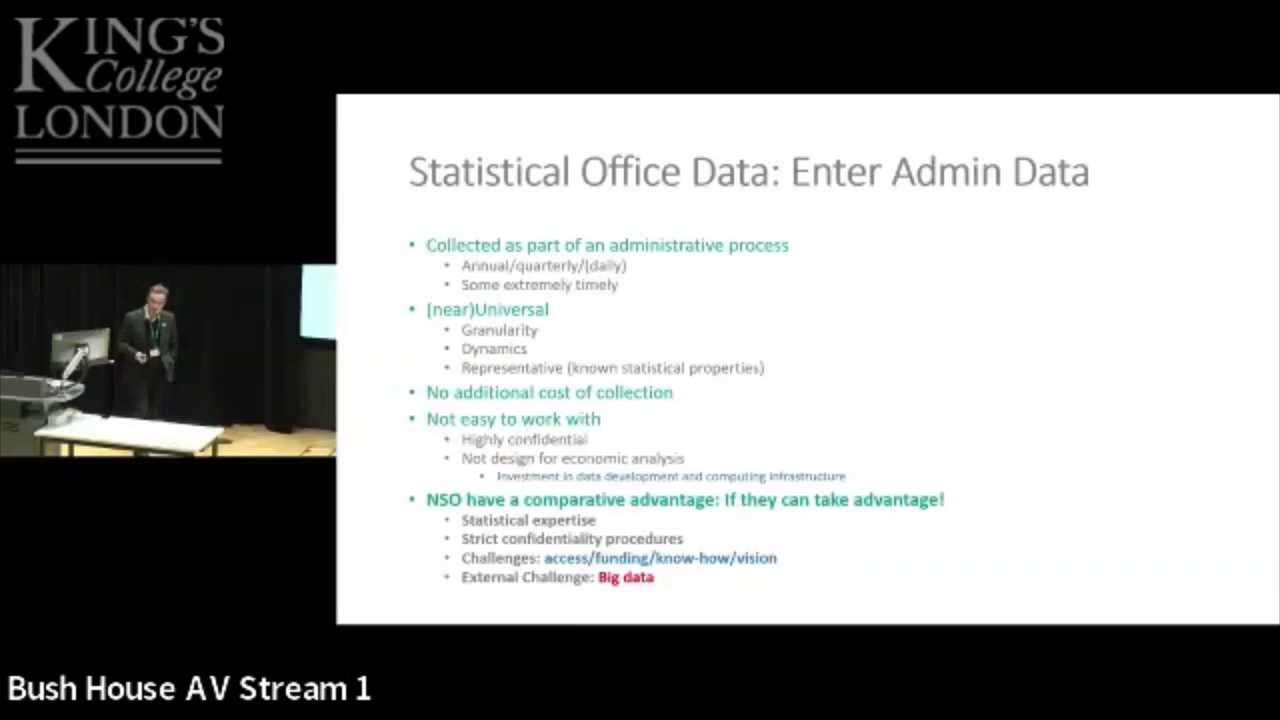 KING'S
College
LONDON
Statistical Office Data: Enter Admin Data
• Collected as part of an administrative process
• Annual/quarterly/(daily)
• Some extremely timely
• (near)Universal
• Granularity
• Dynamics
• Representative (known statistical properties)
• No additional cost of collection
• Not easy to work with
• Highly confidential
• Not design for economic analysis
• Investment in data development and computing infrastructure
• NSO have a comparative advantage: If they can take advantage!
• Statistical expertise
• Strict confidentiality procedures
• Challenges: access/funding/know-how/vision
• External Challenge: Big data
Bush House AV Stream 1